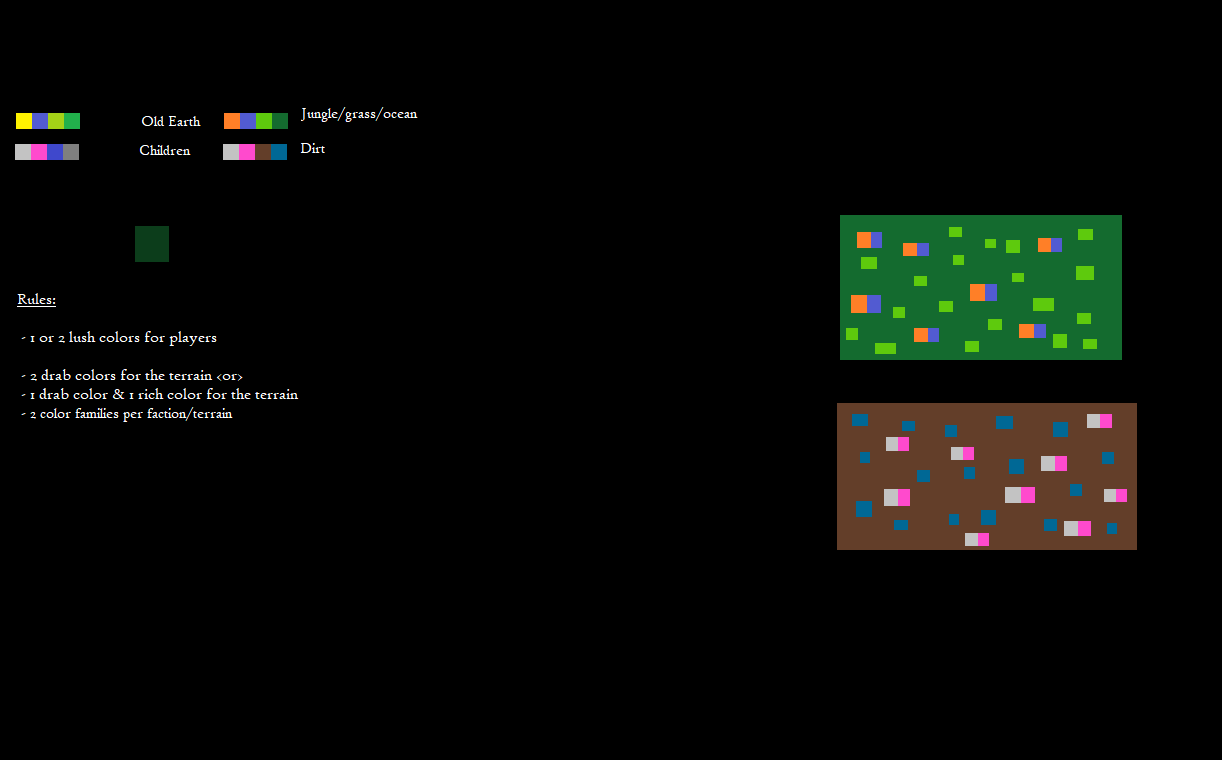 Old Earth
Jungle/grass/ocean
Children
Dirt
Rules:
- 1 or 2 lush colors for players
- 2 drab colors for the terrain <or>
- 1 drab color & 1 rich color for the terrain
- 2 color families per faction/terrain